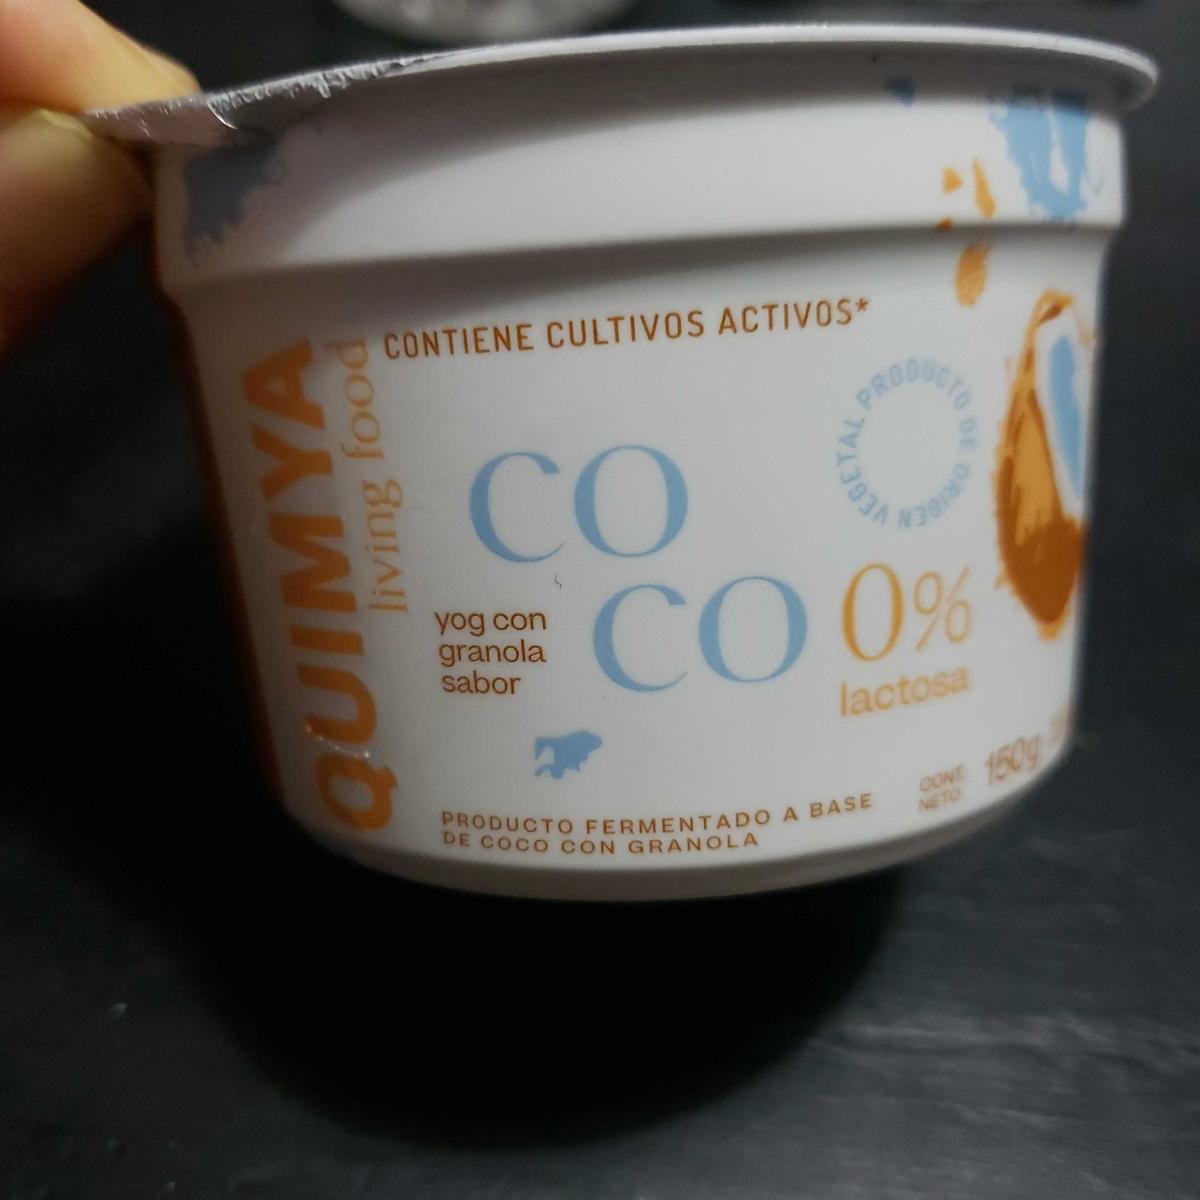 CONTIENE CULTIVOS ACTIVOS*
QUIMYA
living food
PRODUCTO DE ORIGEN VEGETAL
CO
CO
yog con
granola
sabor
0%
lactosa
PRODUCTO FERMENTADO A BASE
DE COCO CON GRANOLA
CONT.
NETO
150g